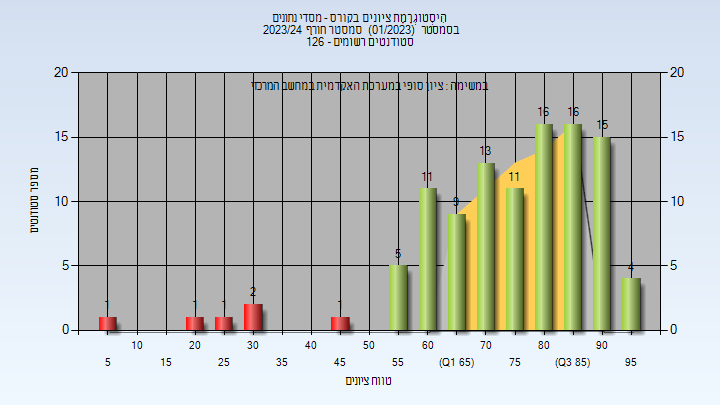 היסטוגרמת ציונים בקורס - מסדי נתונים
בסמסטר (01/2023) סמסטר חורף 2023/24
סטודנטים רשומים - 126
במשימה : ציון סופי במערכת האקדמית במחשב המרכזי
20 20
15 15
10 10
5 5
0 0
מספר סטודנטים
1 1 1 2 1 5 11 9 13 11 16 16 15 4
10 20 30 40 50 60 70 80 90
5 15 25 35 45 55 (Q1 65) 75 (Q3 85) 95
טווח ציונים